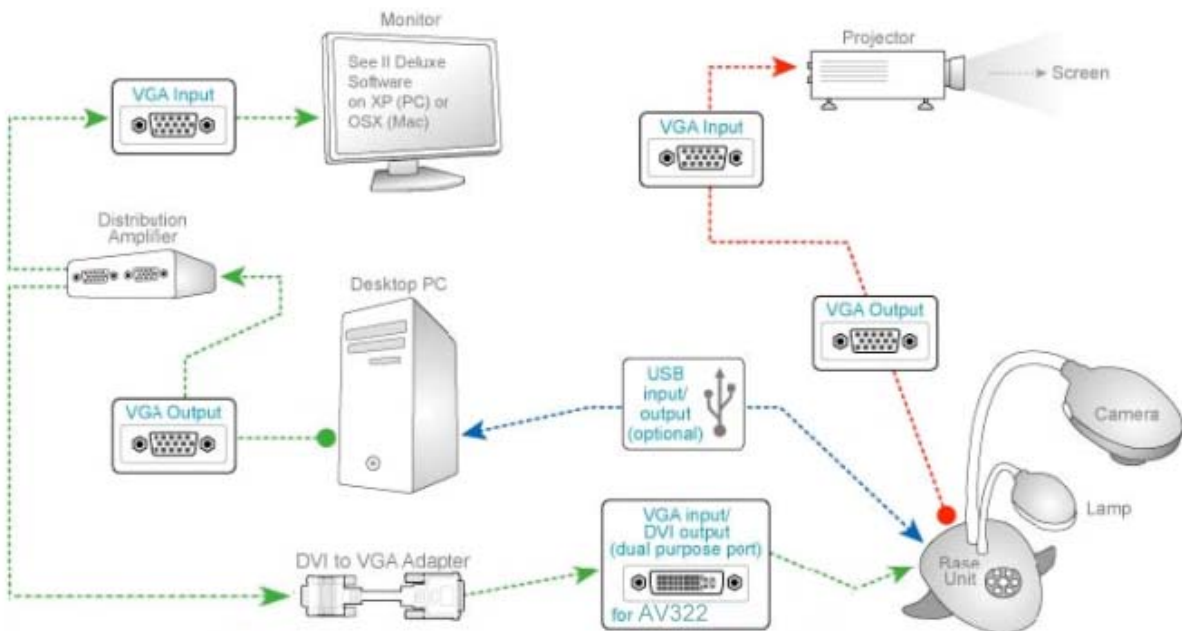 Monitor
See II Deluxe
Software
on XP (PC) or
OSX (Mac)
VGA Input
Projector
Screen
VGA Input
Distribution
Amplifier
Desktop PC
VGA Output
VGA Output
USB
input/
output
(optional)
Camera
Lamp
DVI to VGA Adapter
VGA input/
DVI output
(dual purpose port)
for AV322
Base
Unit